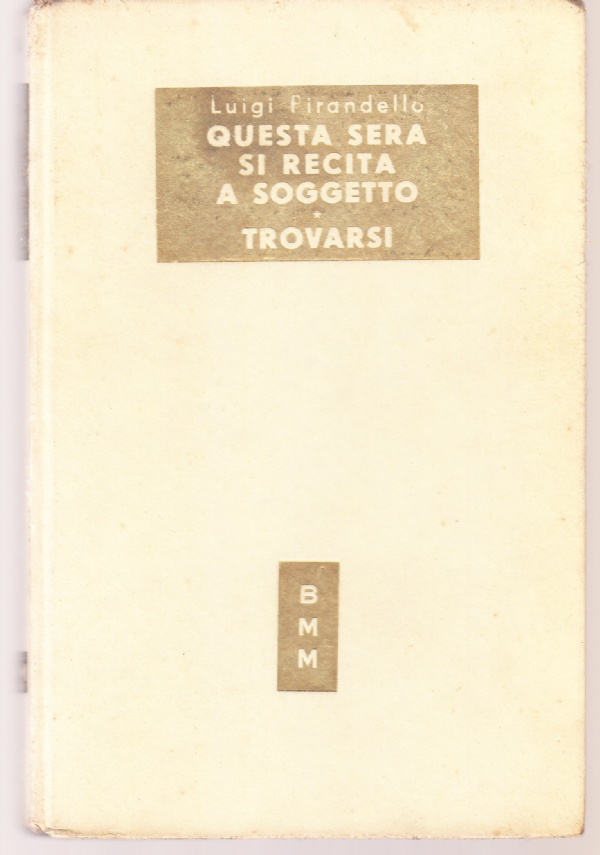 Luigi Pirandello
QUESTA SERA
SI RECITA
A SOGGETTO
*
TROVARSI
B
M
M